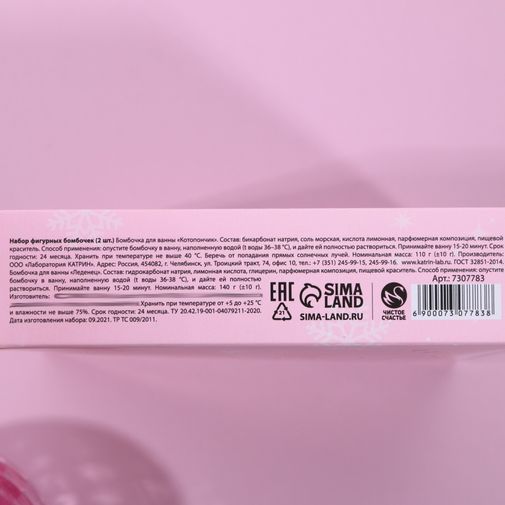 Набор фигурных бомбочек (2 шт.) Бомбочка для ванны «Котопончик». Состав: бикарбонат натрия, соль морская, кислота лимонная, парфюмерная композиция, пищевой
краситель. Способ применения: опустите бомбочку в ванну, наполненную водой (t воды 36–38 °C), и дайте ей полностью раствориться. Принимайте ванну 15-20 минут. Срок
годности: 24 месяца. Хранить при температуре не выше 40 °C. Беречь от попадания прямых солнечных лучей. Номинальная масса: 110 г (±10 г). Производитель:
ООО «Лаборатория КАТРИН». Адрес: Россия, 454082, г. Челябинск, ул. Троицкий тракт, 74, офис 10, тел.: +7 (351) 245-99-15, 245-99-16. www.katrin-lab.ru. ГОСТ 32851-2014.
Бомбочка для ванны «Леденец». Состав: гидрокарбонат натрия, лимонная кислота, глицерин, парфюмерная композиция, пищевой краситель. Способ применения: опустите
бомбочку в ванну, наполненную водой (t воды 36-38 °C), и дайте ей полностью
раствориться. Принимайте ванну 15-20 минут. Номинальная масса: 140 г (±10 г).
Изготовитель:
Хранить при температуре от +5 до +25 °C
и влажности не выше 75%. Срок годности: 24 месяца. ТУ 20.42.19-001-04079211-2020.
Дата изготовления набора: 09.2021. ТР ТС 009/2011.
EAC
21
SIMA
LAND
SIMA-LAND.RU
ЧИСТОЕ
СЧАСТЬЕ
Арт.: 7307783
6 900073 077838